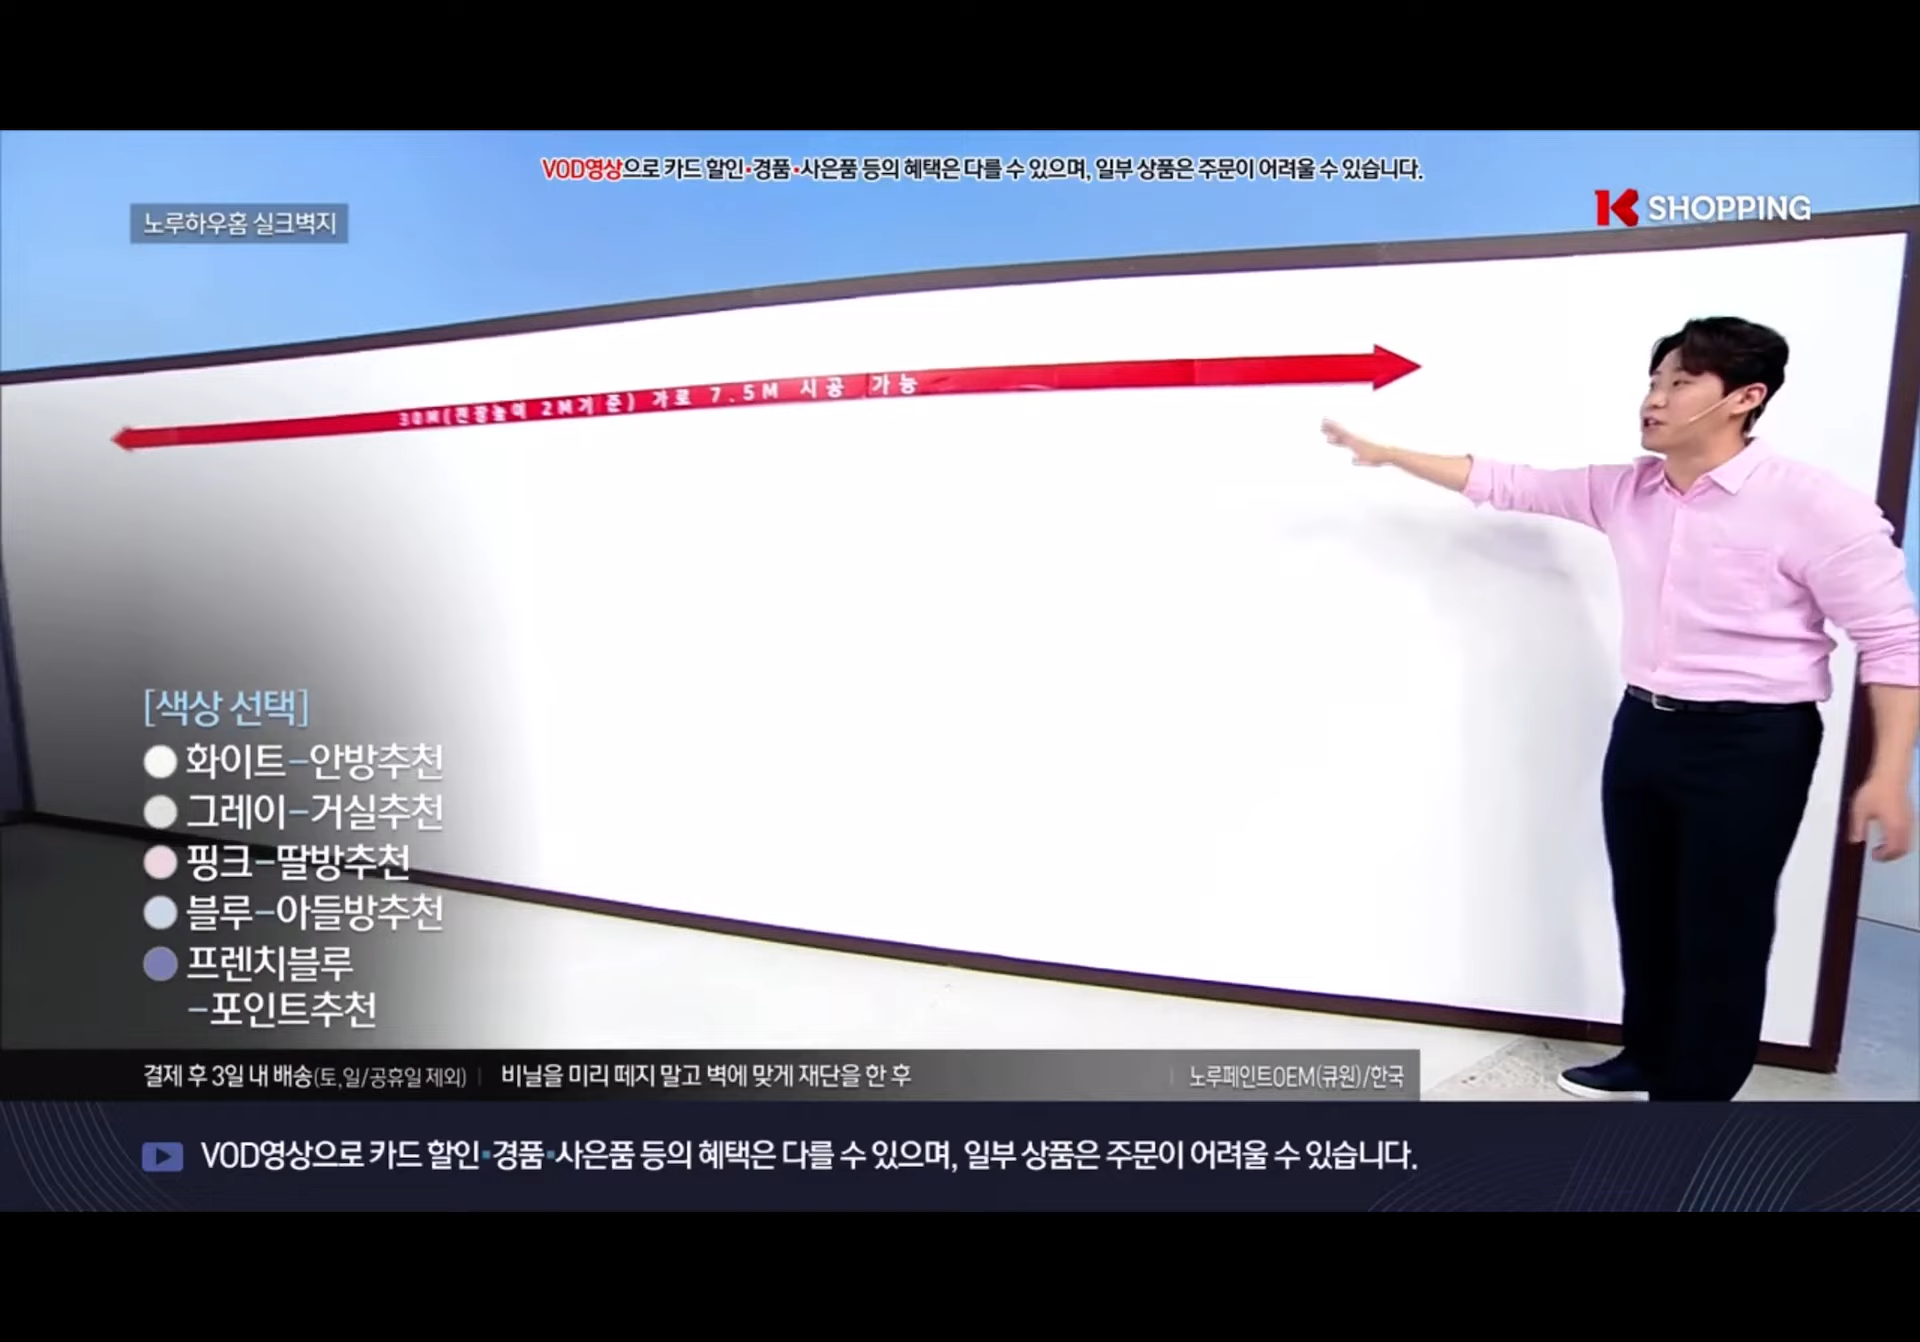 VOD영상으로 카드 할인•경품•사은품 등의 혜택은 다를 수 있으며, 일부 상품은 주문이 어려울 수 있습니다.
K SHOPPING
노루하우홈 실크벽지
30M(천장높이 2M기준) 가로 7.5M 시공 가능
[색상 선택]
화이트-안방추천
그레이-거실추천
핑크-딸방추천
블루-아들방추천
프렌치블루
-포인트추천
결제 후 3일 내 배송(토,일/공휴일 제외) | 비닐을 미리 떼지 말고 벽에 맞게 재단을 한 후 | 노루페인트OEM(큐원)/한국
VOD영상으로 카드 할인•경품•사은품 등의 혜택은 다를 수 있으며, 일부 상품은 주문이 어려울 수 있습니다.